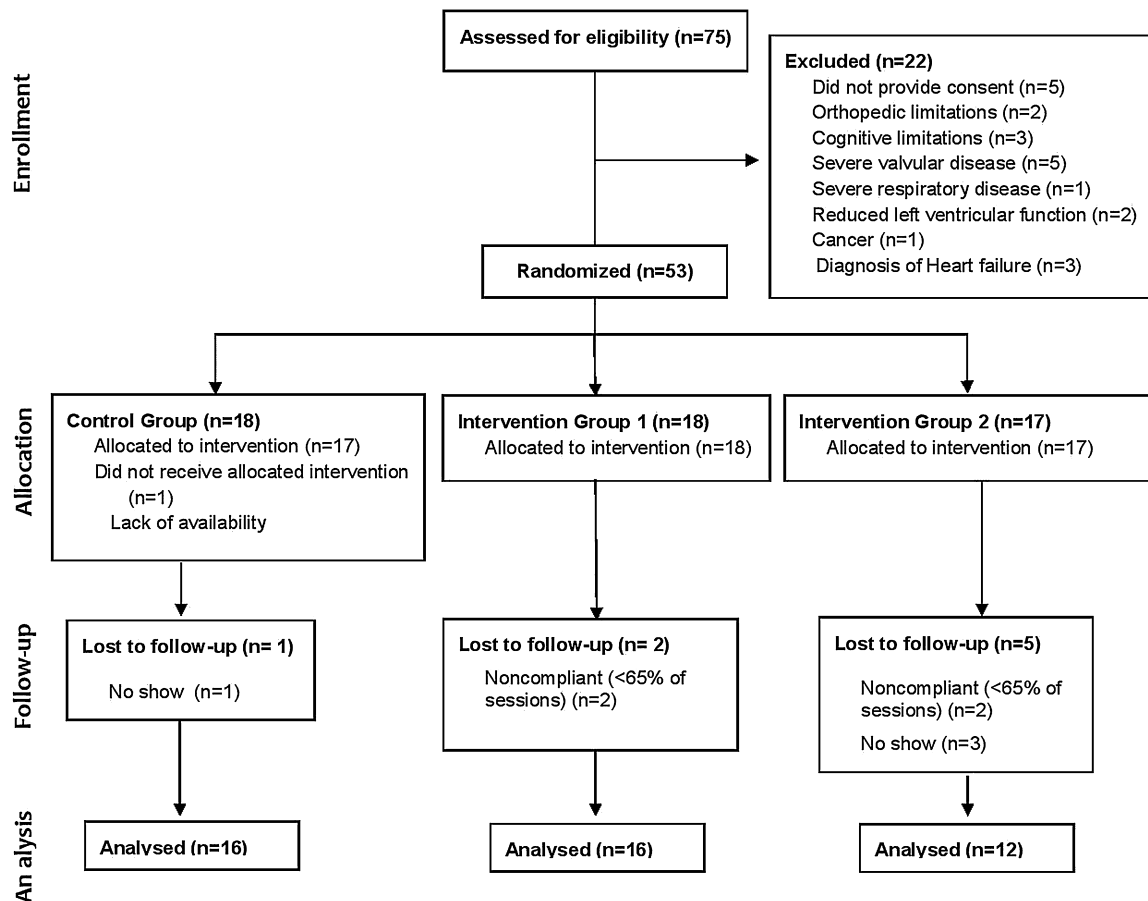 Enrollment
Assessed for eligibility (n=75)
Excluded (n=22)
Did not provide consent (n=5)
Orthopedic limitations (n=2)
Cognitive limitations (n=3)
Severe valvular disease (n=5)
Severe respiratory disease (n=1)
Reduced left ventricular function (n=2)
Cancer (n=1)
Diagnosis of Heart failure (n=3)
Randomized (n=53)
Allocation
Control Group (n=18)
Allocated to intervention (n=17)
Did not receive allocated intervention
(n=1)
Lack of availability
Intervention Group 1 (n=18)
Allocated to intervention (n=18)
Intervention Group 2 (n=17)
Allocated to intervention (n=17)
Follow-up
Lost to follow-up (n= 1)
No show (n=1)
Lost to follow-up (n= 2)
Noncompliant (<65% of
sessions) (n=2)
Lost to follow-up (n=5)
Noncompliant (<65% of
sessions) (n=2)
No show (n=3)
An alysis
Analysed (n=16)
Analysed (n=16)
Analysed (n=12)